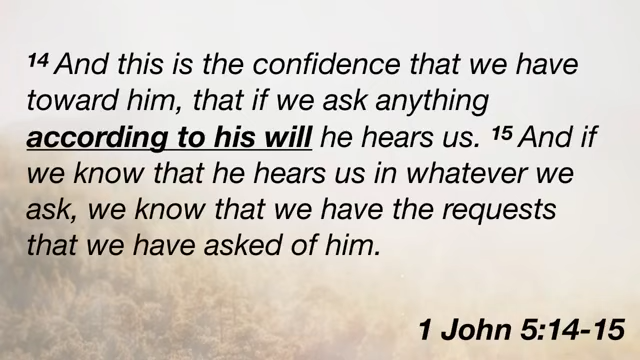 14 And this is the confidence that we have
toward him, that if we ask anything
according to his will he hears us. 15 And if
we know that he hears us in whatever we
ask, we know that we have the requests
that we have asked of him.
1 John 5:14-15